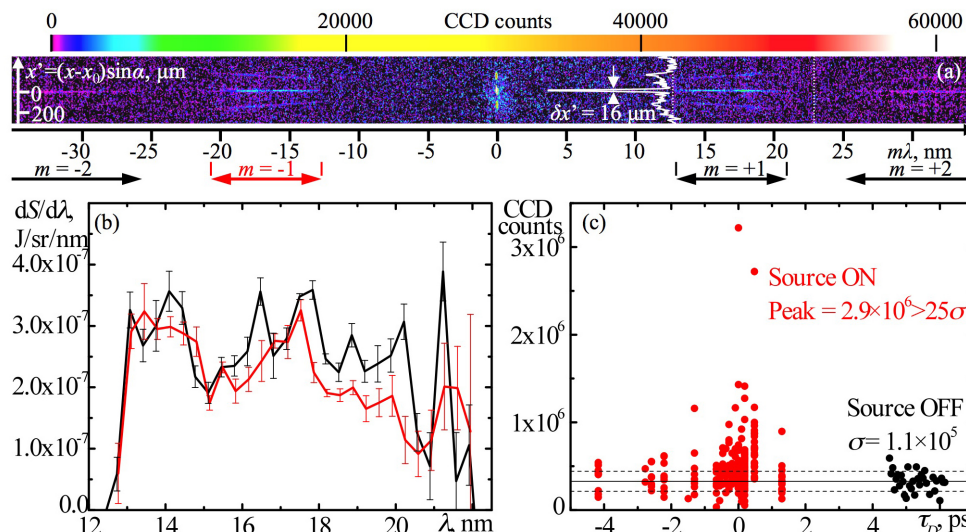 0 20000 CCD counts 40000 60000
x'=(x-x₀)sinα, μm (a)
0
200
δx' = 16 μm
-30 -25 -20 -15 -10 -5 0 5 10 15 20 mλ, nm
m = -2 m = -1 m = +1 m = +2
dS/dλ,
J/sr/nm
(b)
4.0x10⁻⁷
3.0x10⁻⁷
2.0x10⁻⁷
1.0x10⁻⁷
0.0
12 14 16 18 20 λ, nm
CCD
counts
(c)
3x10⁶
2x10⁶
1x10⁶
0
Source ON
Peak = 2.9×10⁶>25σ
Source OFF
σ= 1.1×10⁵
-4 -2 0 2 4 τD, ps